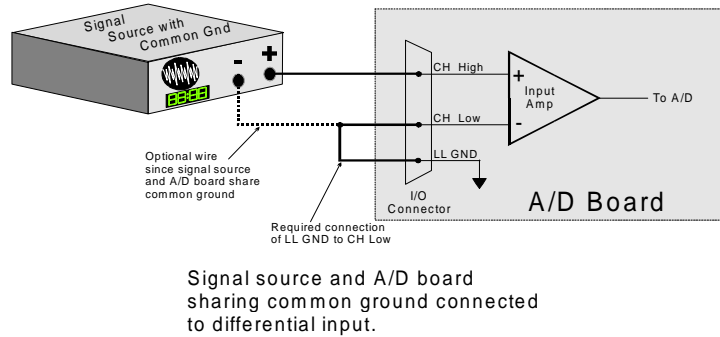 Signal
Source with
Common Gnd
-
+
88:88
CH High
+
Input
Amp
To A/D
CH Low
-
LL GND
Optional wire
since signal source
and A/D board share
common ground
I/O
Connector
A/D Board
Required connection
of LL GND to CH Low
Signal source and A/D board
sharing common ground connected
to differential input.